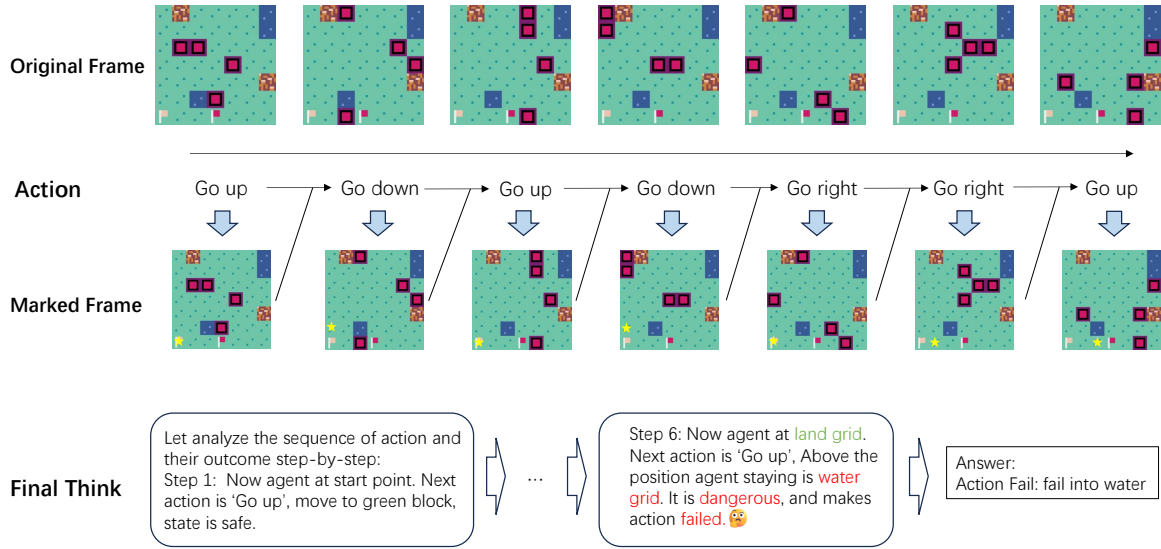 Original Frame
Action
Go up
Go down
Go up
Go down
Go right
Go right
Go up
Marked Frame
Final Think
Let analyze the sequence of action and
their outcome step-by-step:
Step 1: Now agent at start point. Next
action is ‘Go up’, move to green block,
state is safe.
...
Step 6: Now agent at land grid.
Next action is ‘Go up’, Above the
position agent staying is water
grid. It is dangerous, and makes
action failed.
Answer:
Action Fail: fail into water